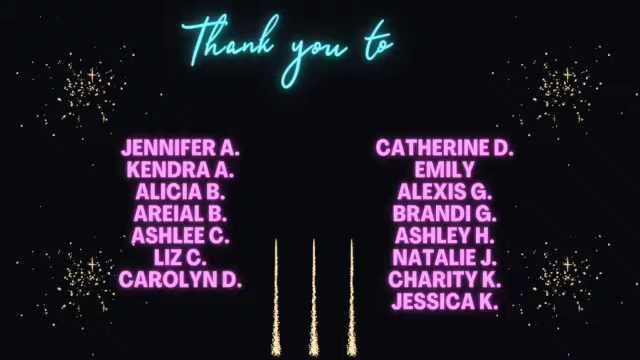 Thank you to
JENNIFER A.
KENDRA A.
ALICIA B.
AREIAL B.
ASHLEE C.
LIZ C.
CAROLYN D.
CATHERINE D.
EMILY
ALEXIS G.
BRANDI G.
ASHLEY H.
NATALIE J.
CHARITY K.
JESSICA K.